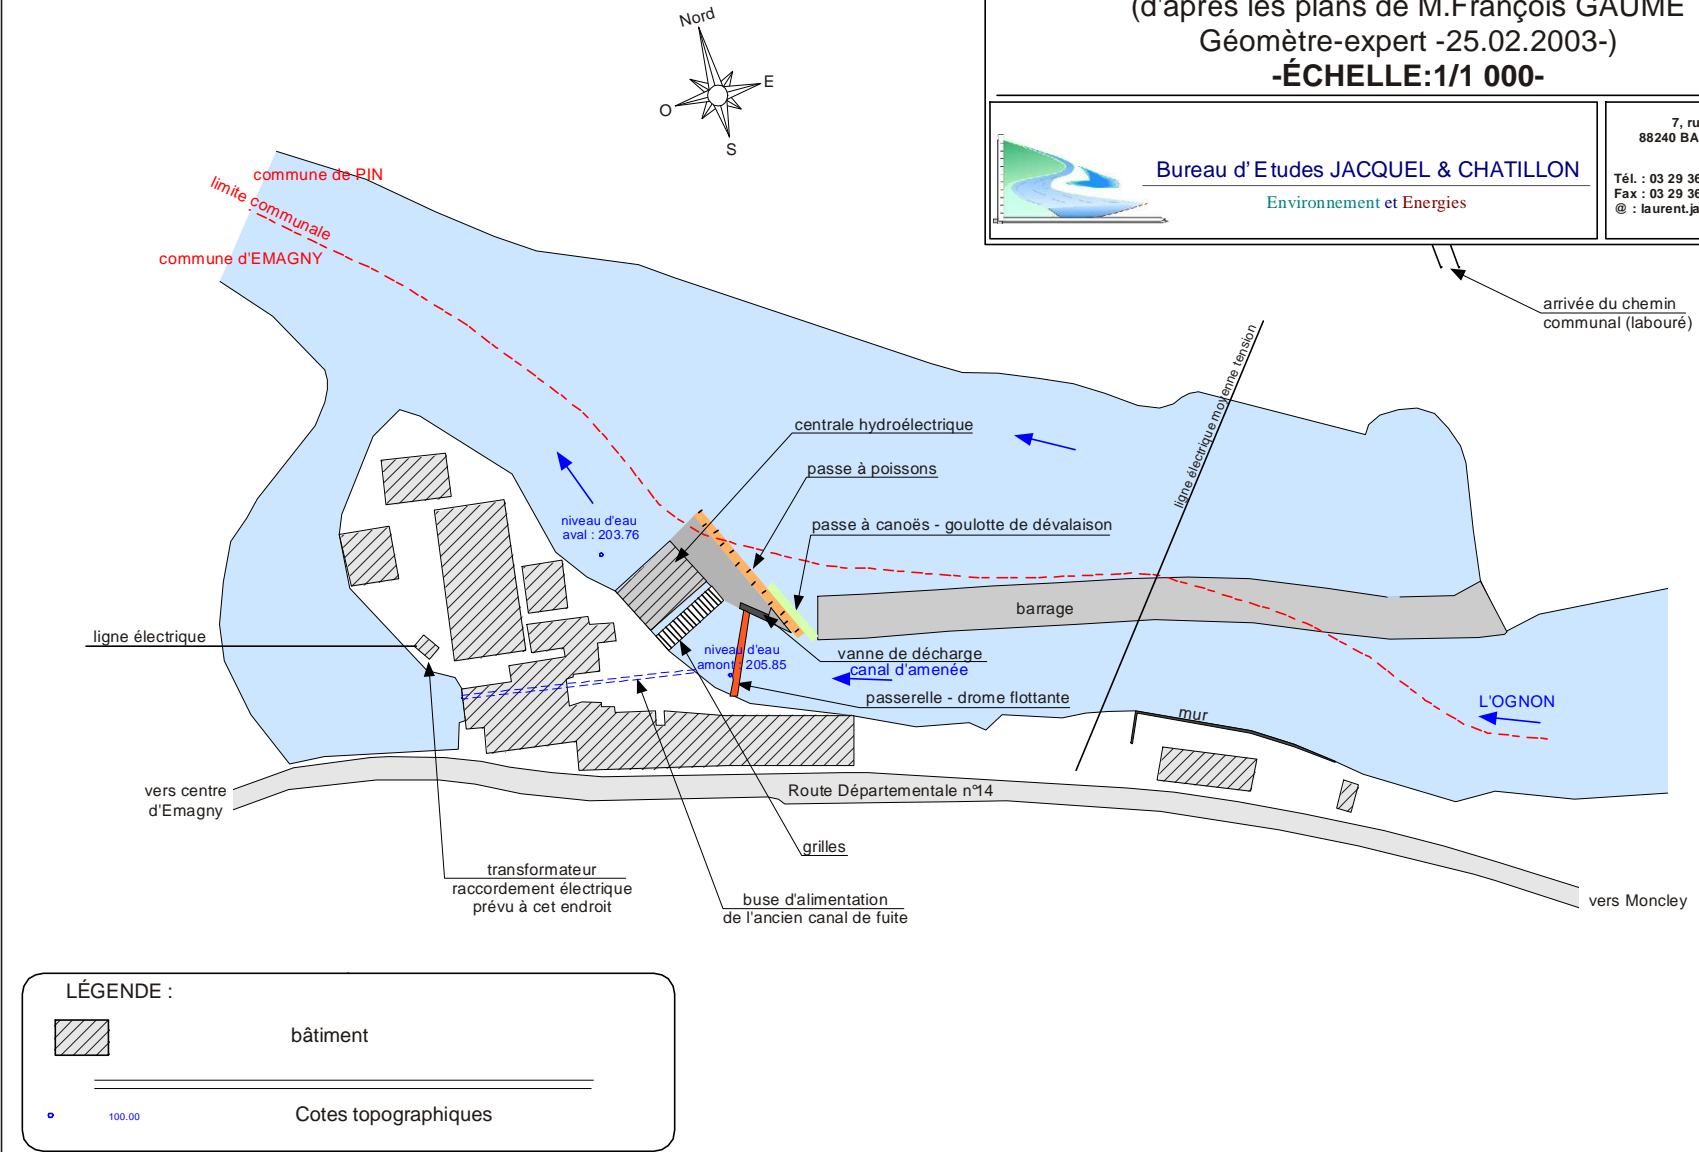 (d'après les plans de M.François GAUME
Géomètre-expert -25.02.2003-)
-ÉCHELLE:1/1 000-
Bureau d'Etudes JACQUEL & CHATILLON
Environnement et Energies
7, ru
88240 BA
Tél. : 03 29 36
Fax : 03 29 36
@ : laurent.ja
Nord
E
O
S
commune de PIN
limite communale
commune d'EMAGNY
arrivée du chemin
communal (labouré)
ligne électrique moyenne tension
centrale hydroélectrique
passe à poissons
passe à canoës - goulotte de dévalaison
niveau d'eau
aval : 203.76
barrage
ligne électrique
niveau d'eau
amont : 205.85
vanne de décharge
canal d'amenée
passerelle - drome flottante
L'OGNON
mur
vers centre
d'Emagny
Route Départementale n°14
grilles
transformateur
raccordement électrique
prévu à cet endroit
buse d'alimentation
de l'ancien canal de fuite
vers Moncley
LÉGENDE :
bâtiment
100.00
Cotes topographiques